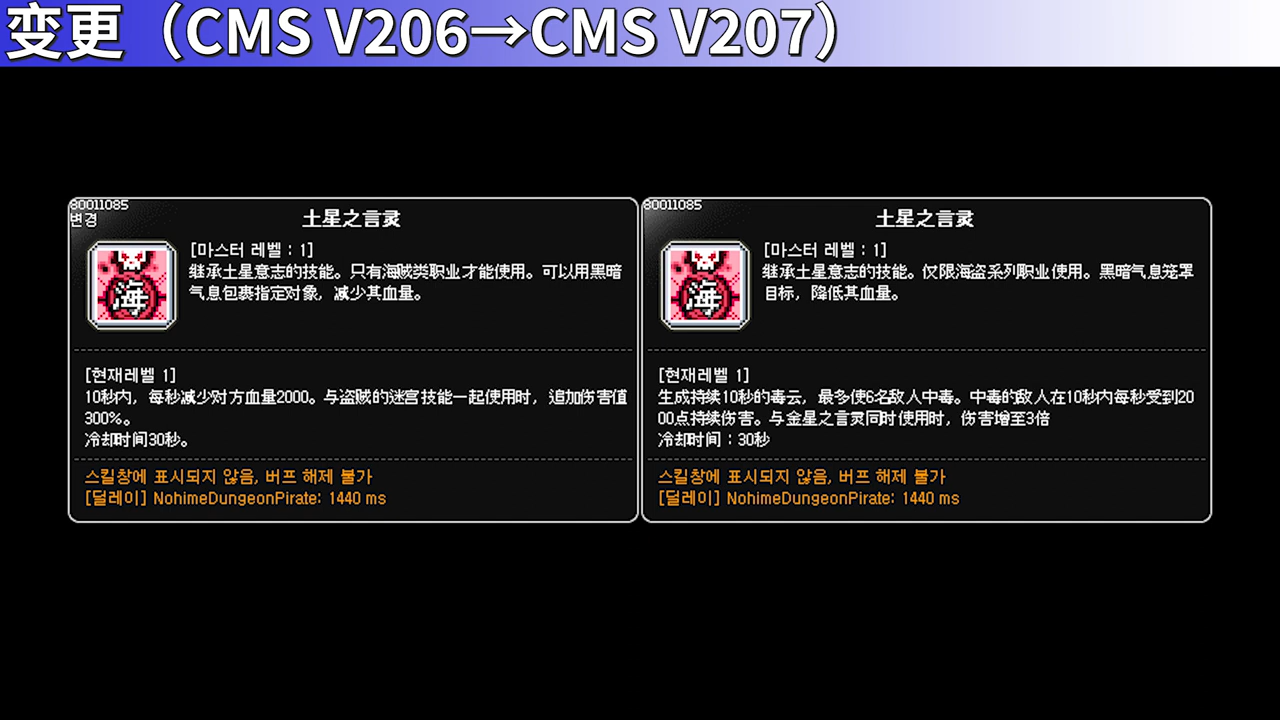 变更（CMS V206→CMS V207）
80011085
变경
土星之言灵
海
[마스터 레벨 : 1]
继承土星意志的技能。只有海贼类职业才能使用。可以用黑暗
气息包裹指定对象，减少其血量。
[현재레벨 1]
10秒内，每秒减少对方血量2000。与盗贼的迷宫技能一起使用时，追加伤害值
300%。
冷却时间30秒。
스킬창에 표시되지 않음, 버프 해제 불가
[딜레이] NohimeDungeonPirate: 1440 ms
80011085
土星之言灵
海
[마스터 레벨 : 1]
继承土星意志的技能。仅限海盗系列职业使用。黑暗气息笼罩
目标，降低其血量。
[현재레벨 1]
生成持续10秒的毒云，最多使6名敌人中毒。中毒的敌人在10秒内每秒受到20
00点持续伤害。与金星之言灵同时使用时，伤害增至3倍
冷却时间：30秒
스킬창에 표시되지 않음, 버프 해제 불가
[딜레이] NohimeDungeonPirate: 1440 ms